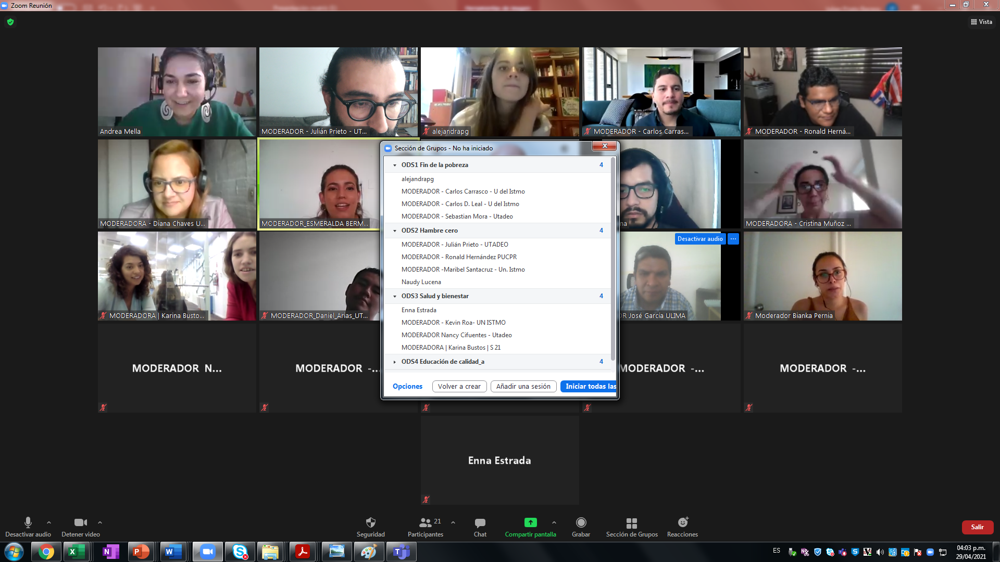 Zoom Reunión
Vista
Andrea Mella
MODERADOR - Julián Prieto - UT...
alejandrapg
MODERADOR - Carlos Carras...
MODERADOR - Ronald Herná...
MODERADORA - Diana Chaves U...
MODERADOR_ESMERALDA BERM...
na
MODERADORA - Cristina Muñoz ...
Sección de Grupos - No ha iniciado
ODS1 Fin de la pobreza 4
alejandrapg
MODERADOR - Carlos Carrasco - U del Istmo
MODERADOR - Carlos D. Leal - U del Istmo
MODERADOR - Sebastian Mora - Utadeo
ODS2 Hambre cero 4
MODERADOR - Julián Prieto - UTADEO
MODERADOR - Ronald Hernández PUCPR
MODERADOR -Maribel Santacruz - Un. Istmo
Naudy Lucena
ODS3 Salud y bienestar 4
Enna Estrada
MODERADOR - Kevin Roa- UN ISTMO
MODERADOR Nancy Cifuentes - Utadeo
MODERADORA | Karina Bustos | S 21
ODS4 Educación de calidad_a 4
Opciones
Volver a crear
Añadir una sesión
Iniciar todas las
Desactivar audio
...
MODERADORA | Karina Busto...
MODERADOR_Daniel_Arias_UT...
José García ULIMA
Moderador Bianka Pernia
MODERADOR N...
MODERADOR -...
MODERADOR -...
MODERADOR -...
Enna Estrada
Desactivar audio
Detener video
Seguridad
21
Participantes
Chat
Compartir pantalla
Grabar
Sección de Grupos
Reacciones
Salir
ES
04:03 p.m.
29/04/2021